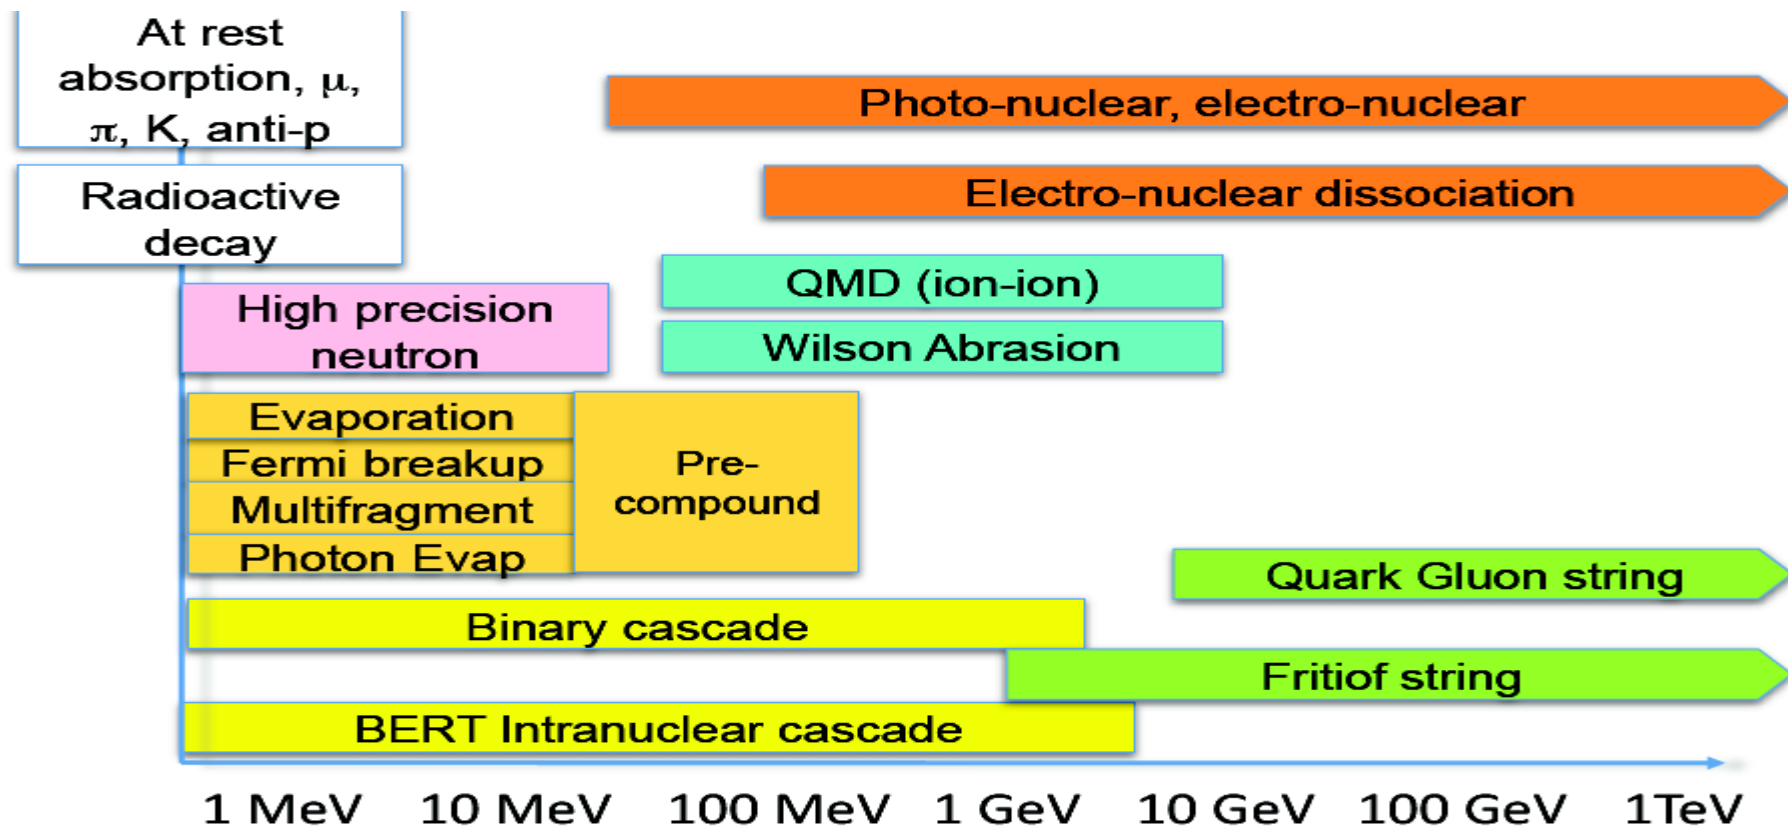 At rest
absorption, μ,
π, K, anti-p
Photo-nuclear, electro-nuclear
Radioactive
decay
Electro-nuclear dissociation
QMD (ion-ion)
High precision
neutron
Wilson Abrasion
Evaporation
Fermi breakup
Multifragment
Photon Evap
Pre-
compound
Quark Gluon string
Binary cascade
Fritiof string
BERT Intranuclear cascade
1 MeV 10 MeV 100 MeV 1 GeV 10 GeV 100 GeV 1TeV